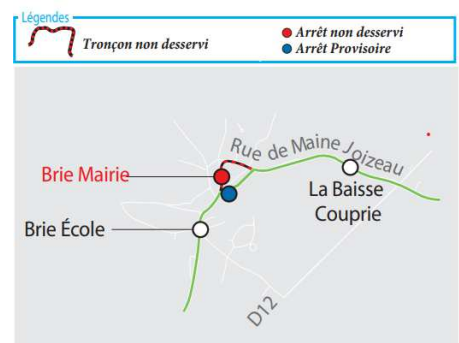 Légendes
Tronçon non desservi
Arrêt non desservi
Arrêt Provisoire
Rue de Maine Joizeau
Brie Mairie
La Baisse
Couprie
Brie École
D12